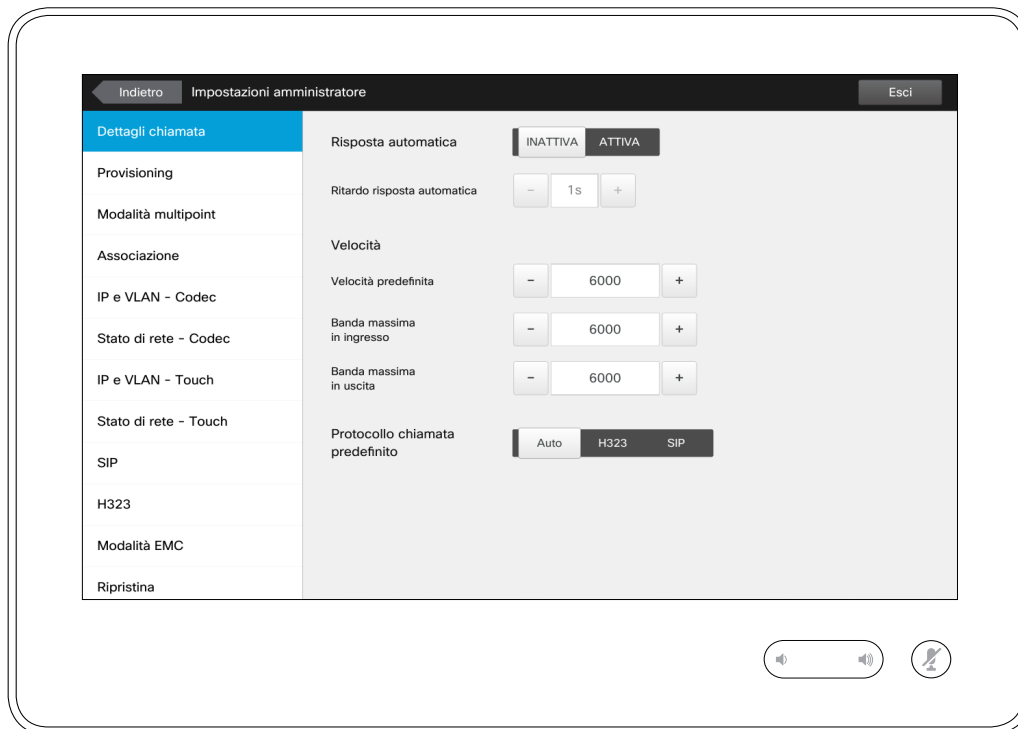 Indietro
Impostazioni amministratore
Esci
Dettagli chiamata
Provisioning
Modalità multipoint
Associazione
IP e VLAN - Codec
Stato di rete - Codec
IP e VLAN - Touch
Stato di rete - Touch
SIP
H323
Modalità EMC
Ripristina
Risposta automatica
INATTIVA ATTIVA
Ritardo risposta automatica
- 1s +
Velocità
Velocità predefinita
- 6000 +
Banda massima
in ingresso
- 6000 +
Banda massima
in uscita
- 6000 +
Protocollo chiamata
predefinito
Auto H323 SIP